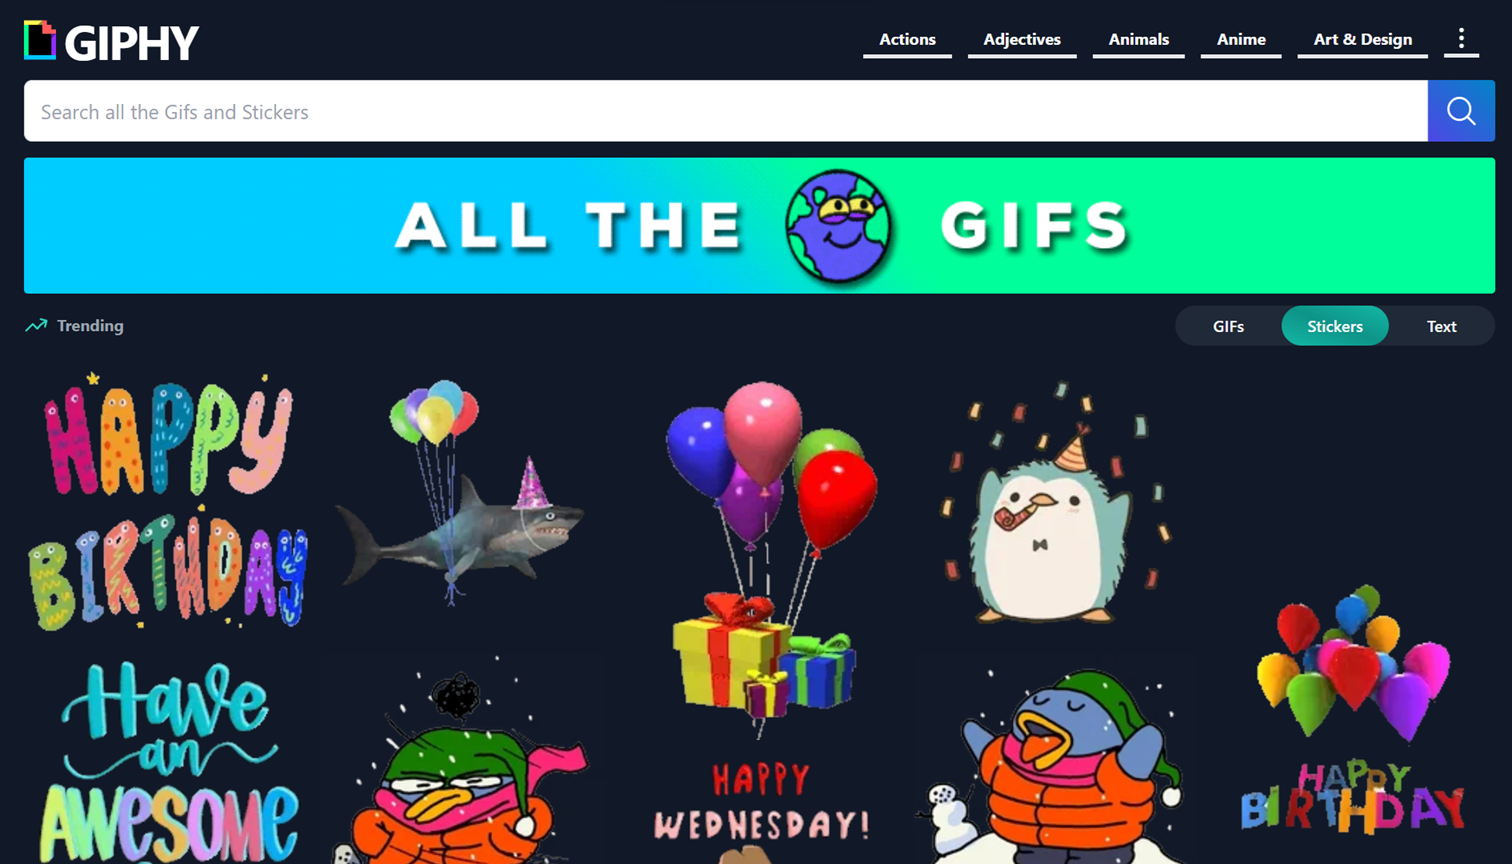 GIPHY
Actions
Adjectives
Animals
Anime
Art & Design
Search all the Gifs and Stickers
ALL THE GIFS
Trending
GIFs
Stickers
Text
HAPPY
BIRTHDAY
Have
an
AWESOME
HAPPY
WEDNESDAY!
HAPPY
BIRTHDAY